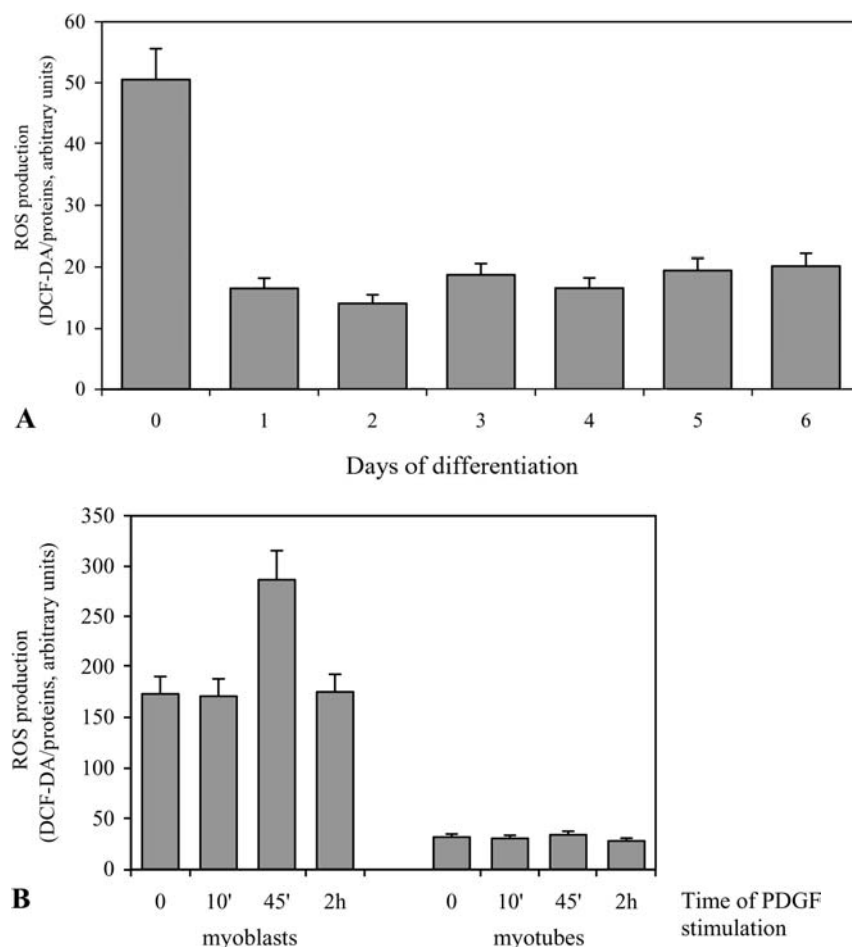 ROS production
(DCF-DA/proteins, arbitrary units)
60
50
40
30
20
10
0
A
0 1 2 3 4 5 6
Days of differentiation
ROS production
(DCF-DA/proteins, arbitrary units)
350
300
250
200
150
100
50
0
B
0 10' 45' 2h 0 10' 45' 2h Time of PDGF
myoblasts myotubes stimulation